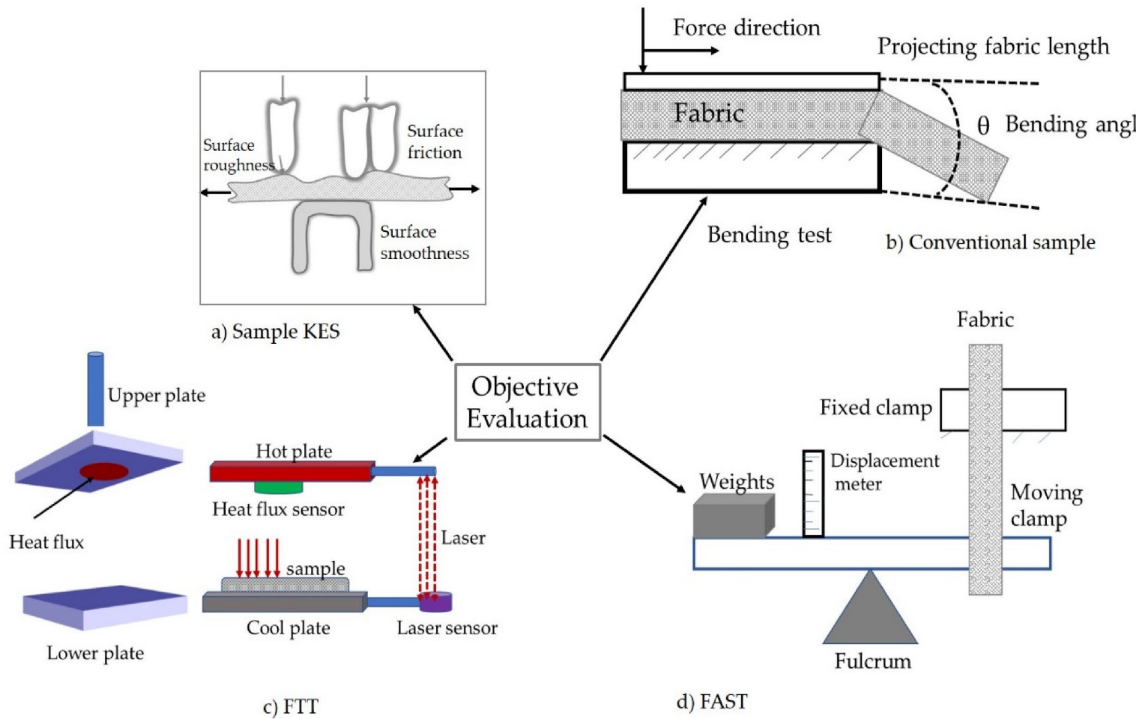 Surface
roughness
Surface
friction
Surface
smoothness
a) Sample KES
Force direction
Projecting fabric length
Fabric
θ Bending angle
Bending test
b) Conventional sample
Objective
Evaluation
Upper plate
Heat flux
Lower plate
Hot plate
Heat flux sensor
Laser
sample
Cool plate
Laser sensor
c) FTT
Fabric
Fixed clamp
Weights
Displacement
meter
Moving
clamp
Fulcrum
d) FAST